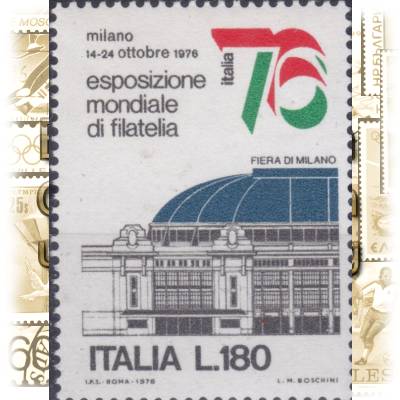 milano
14-24 ottobre 1976
esposizione
mondiale
di filatelia
italia
76
FIERA DI MILANO
ITALIA L.180
I.P.S.-ROMA-1976
L. M. BOSCHINI